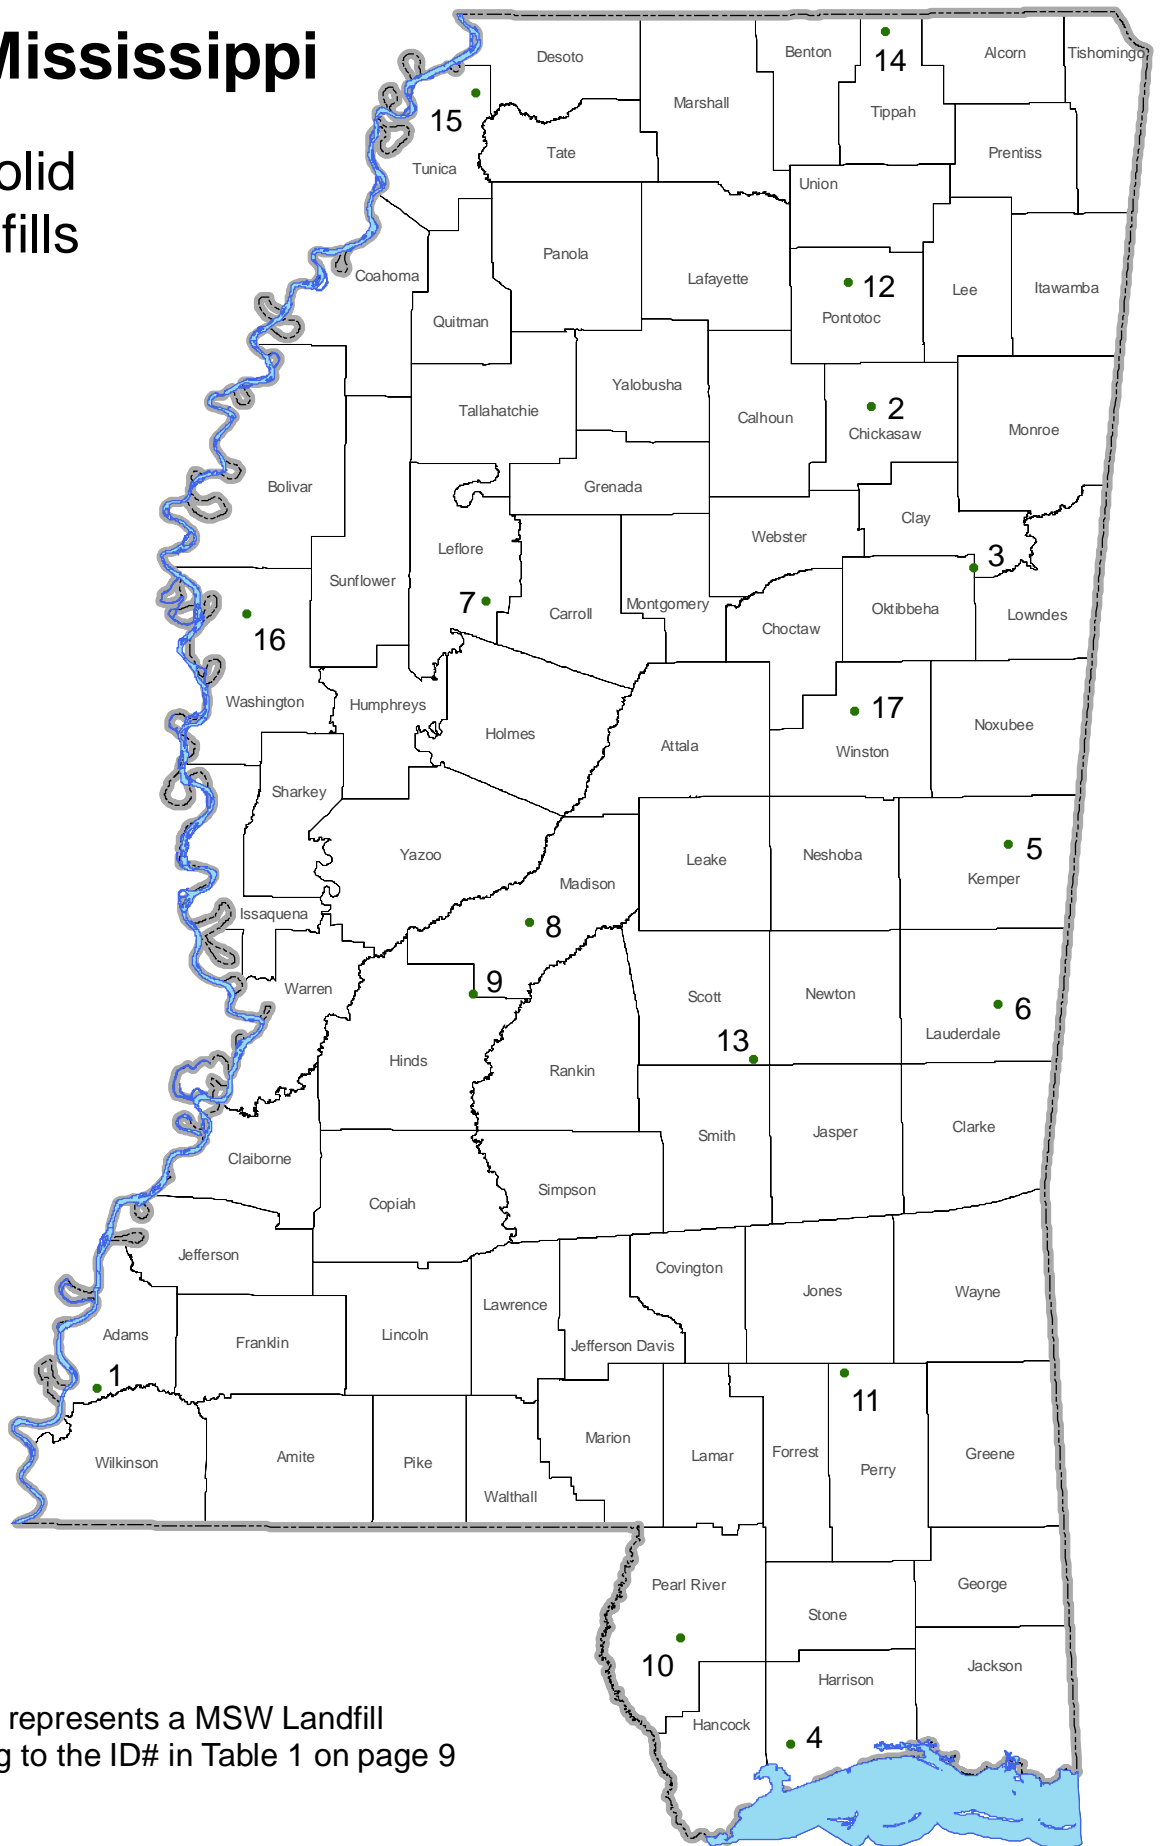 Mississippi
olid
fills
Desoto
Benton
14
Alcorn
Tishomingo
Marshall
Tippah
15
Tunica
Tate
Prentiss
Union
Panola
Lafayette
Coahoma
Quitman
12
Pontotoc
Lee
Itawamba
Yalobusha
Tallahatchie
Calhoun
2
Chickasaw
Monroe
Bolivar
Grenada
Clay
Webster
Leflore
3
Sunflower
7
Carroll
Montgomery
Oktibbeha
Lowndes
16
Choctaw
Washington
Humphreys
17
Holmes
Attala
Winston
Noxubee
Sharkey
Yazoo
Leake
Neshoba
5
Kemper
Madison
Issaquena
8
9
Warren
Scott
Newton
6
Lauderdale
13
Hinds
Rankin
Smith
Jasper
Clarke
Claiborne
Copiah
Simpson
Jefferson
Covington
Jones
Wayne
Lawrence
Adams
Franklin
Lincoln
Jefferson Davis
1
11
Marion
Wilkinson
Amite
Pike
Lamar
Forrest
Perry
Greene
Walthall
Pearl River
George
Stone
10
Harrison
Jackson
Hancock
4
represents a MSW Landfill
g to the ID# in Table 1 on page 9